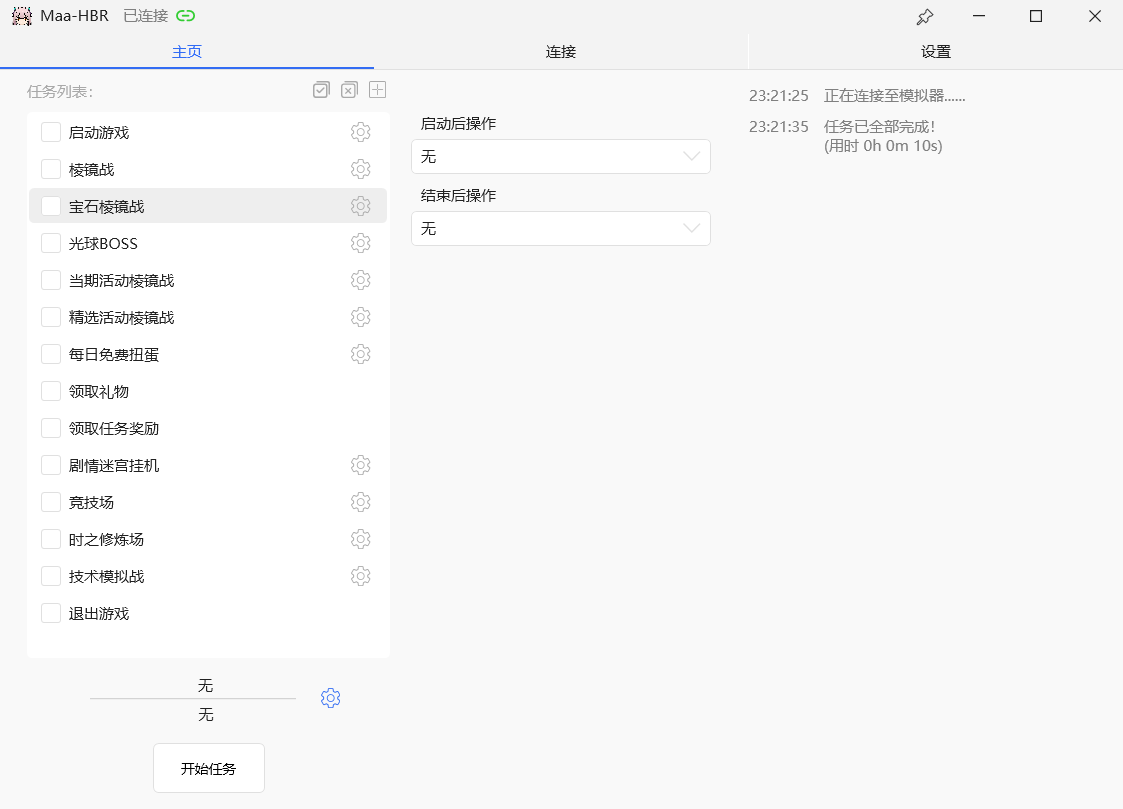 Maa-HBR 已连接
主页 连接 设置
任务列表:
启动游戏
棱镜战
宝石棱镜战
光球BOSS
当期活动棱镜战
精选活动棱镜战
每日免费扭蛋
领取礼物
领取任务奖励
剧情迷宫挂机
竞技场
时之修炼场
技术模拟战
退出游戏
无
无
开始任务
启动后操作
无
结束后操作
无
23:21:25 正在连接至模拟器......
23:21:35 任务已全部完成!
(用时 0h 0m 10s)